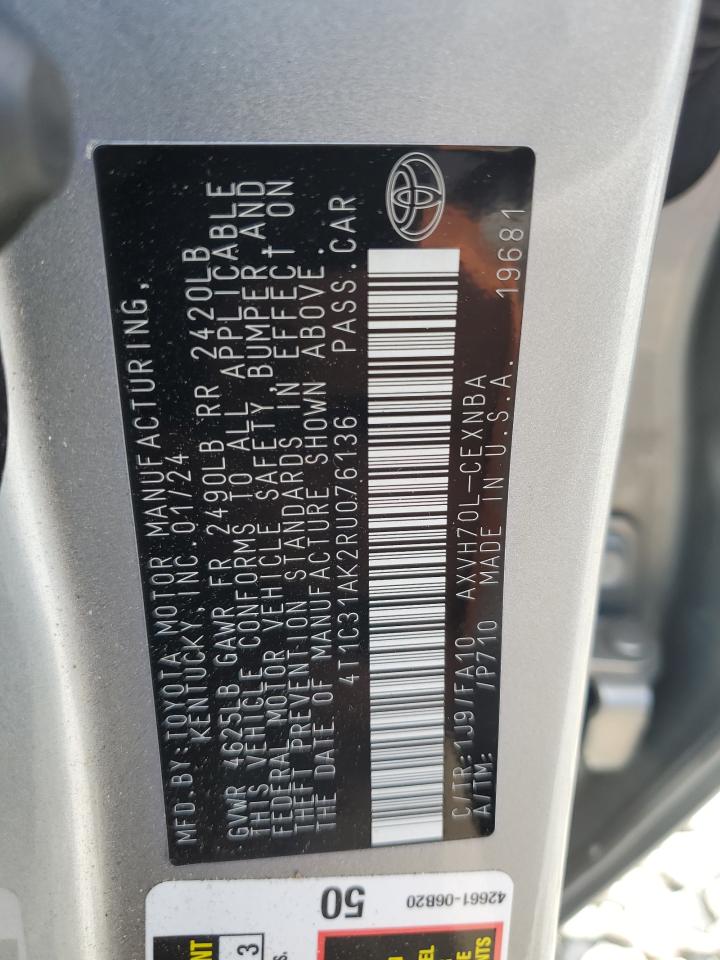 MFD.BY:TOYOTA MOTOR MANUFACTURING,
KENTUCKY, INC.01/24
GVWR 4625LB GAWR FR 2490LB RR 2420LB
THIS VEHICLE CONFORMS TO ALL APPLICABLE
FEDERAL MOTOR VEHICLE SAFETY,BUMPER AND
THEFT PREVENTION STANDARDS IN EFFECT ON
THE DATE OF MANUFACTURE SHOWN ABOVE.
4T1C31AK2RU076136 PASS.CAR
C/TR:1J9/FA10 AXVH70L-CEXNBA
A/TM: /P710 MADE IN U.S.A. 19681
50
42661-06B20
3